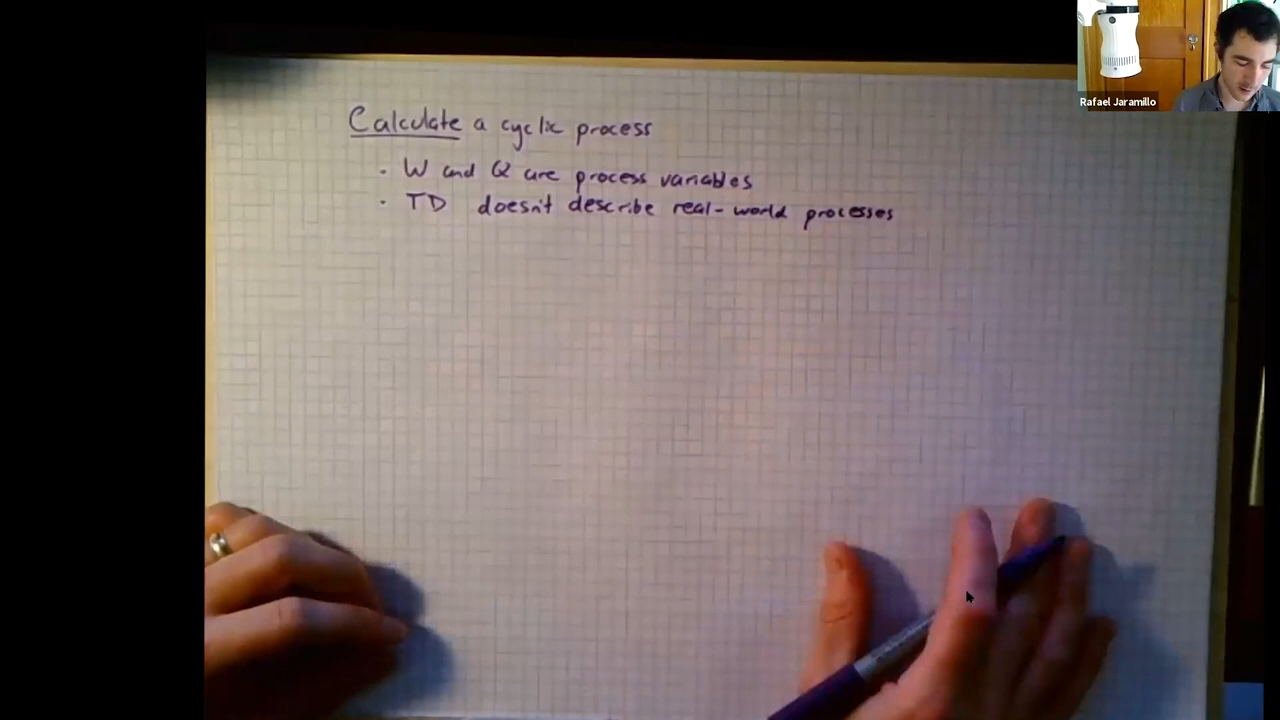 Rafael Jaramillo
Calculate a cyclic process
· W and Q are process variables
· TD doesn't describe real-world processes